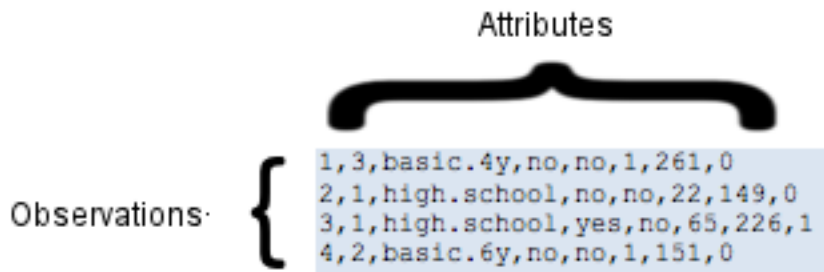 Attributes
1,3,basic.4y,no,no,1,261,0
2,1,high.school,no,no,22,149,0
Observations
3,1,high.school,yes,no,65,226,1
4,2,basic.6y,no,no,1,151,0